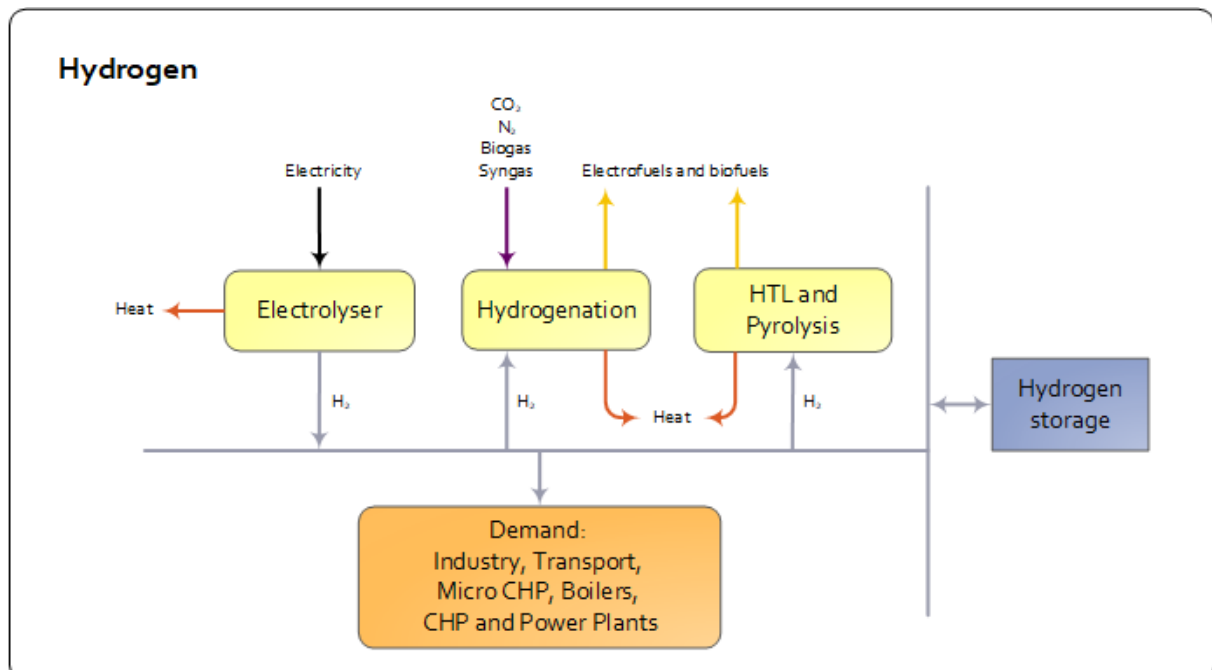 Hydrogen
CO₂
N₂
Biogas
Syngas
Electricity
Electrofuels and biofuels
Heat
Electrolyser
Hydrogenation
HTL and
Pyrolysis
H₂
H₂
Heat
H₂
Hydrogen
storage
Demand:
Industry, Transport,
Micro CHP, Boilers,
CHP and Power Plants